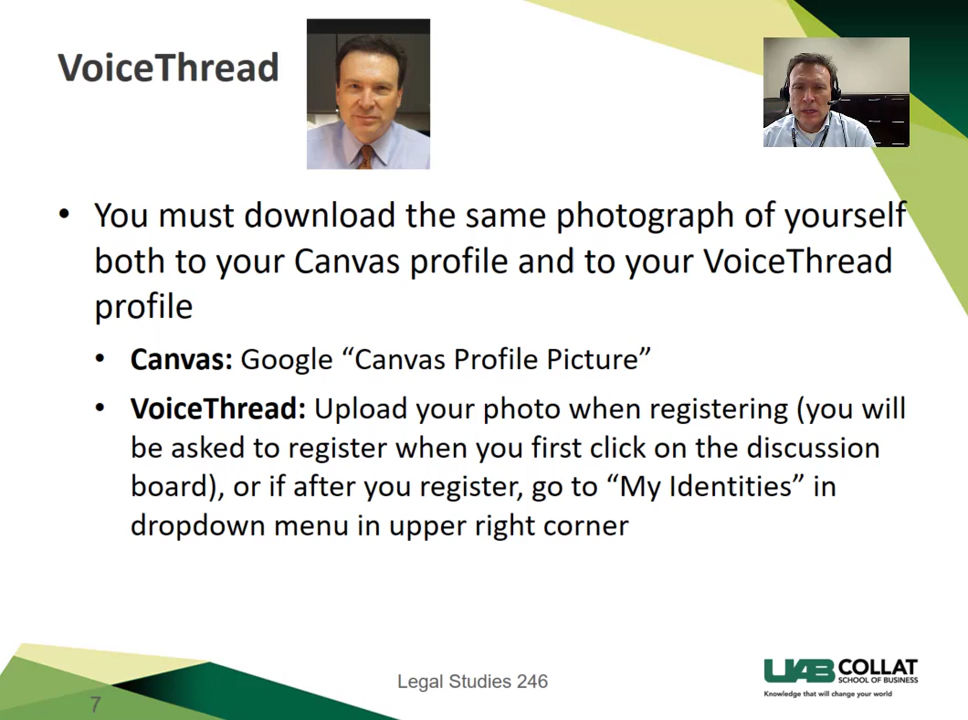 VoiceThread
• You must download the same photograph of yourself
both to your Canvas profile and to your VoiceThread
profile
• Canvas: Google “Canvas Profile Picture”
• VoiceThread: Upload your photo when registering (you will
be asked to register when you first click on the discussion
board), or if after you register, go to “My Identities” in
dropdown menu in upper right corner
Legal Studies 246
7
UAB COLLAT
SCHOOL OF BUSINESS
Knowledge that will change your world